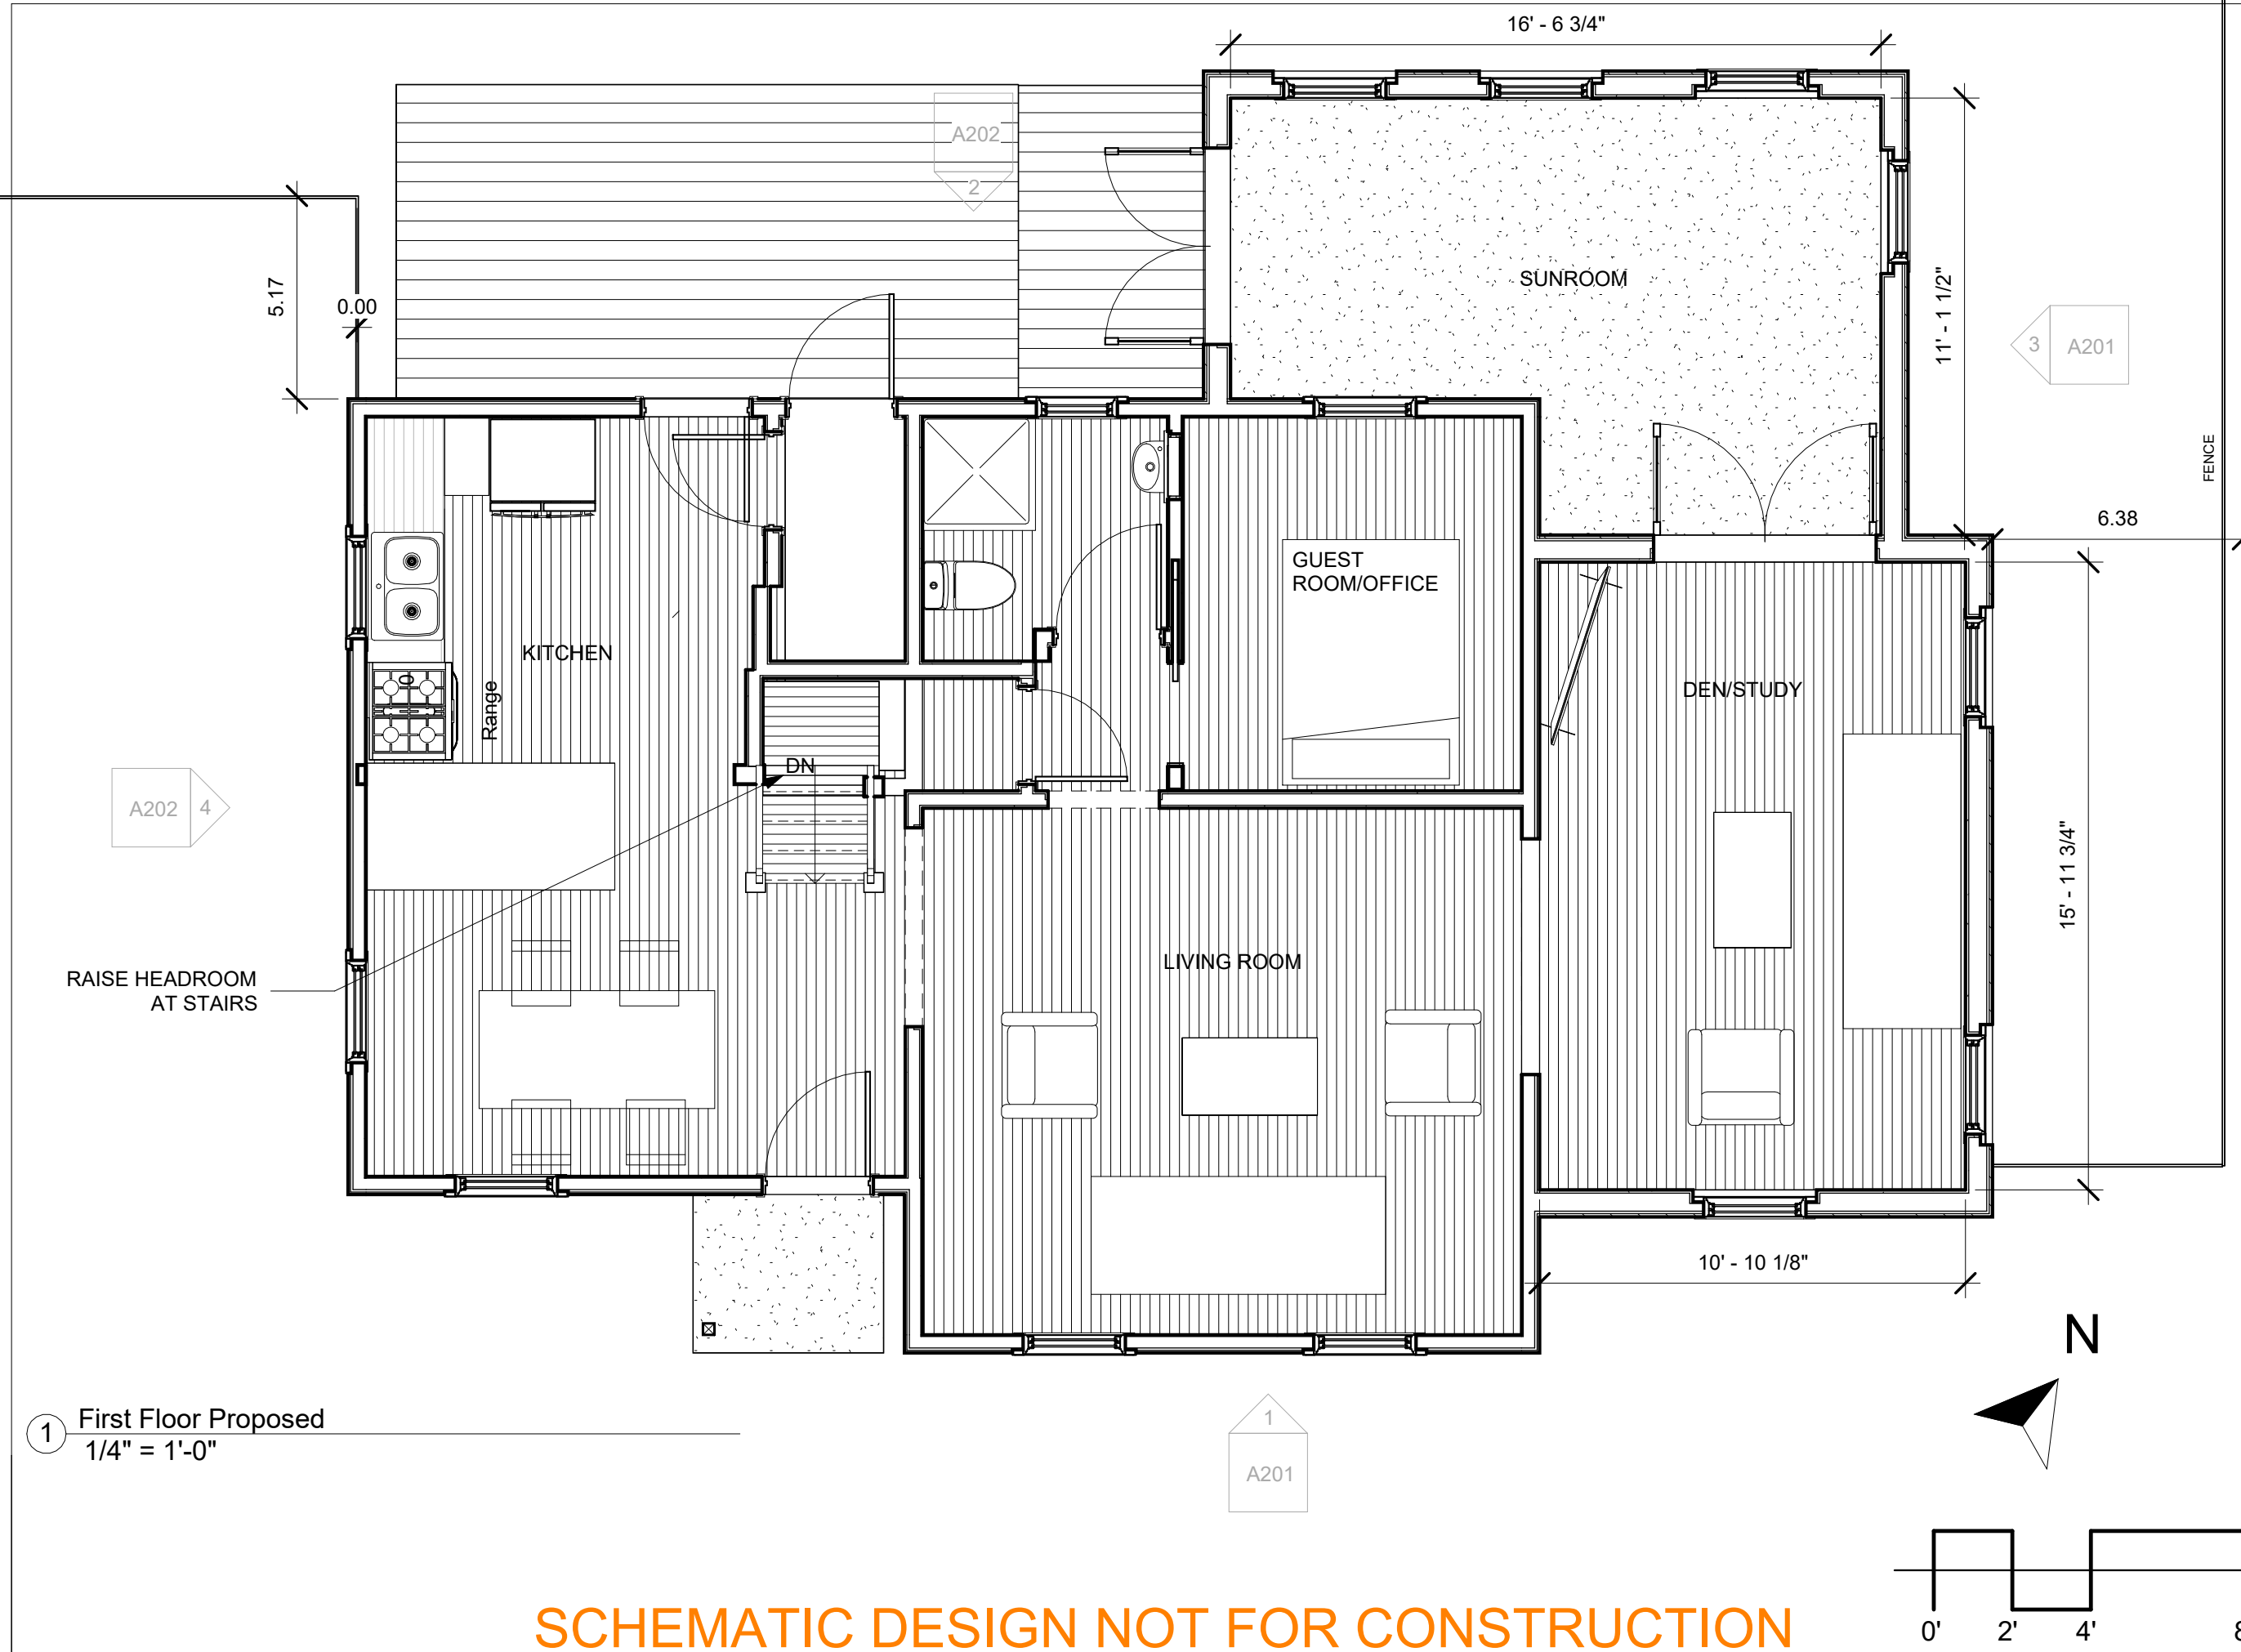 16' - 6 3/4"
A202
2
5.17
0.00
SUNROOM
11' - 1 1/2"
3
A201
FENCE
6.38
GUEST
ROOM/OFFICE
KITCHEN
0
Range
DEN/STUDY
DN
A202
4
15' - 11 3/4"
LIVING ROOM
RAISE HEADROOM
AT STAIRS
10' - 10 1/8"
N
1
First Floor Proposed
1/4" = 1'-0"
1
A201
SCHEMATIC DESIGN NOT FOR CONSTRUCTION
0'
2'
4'